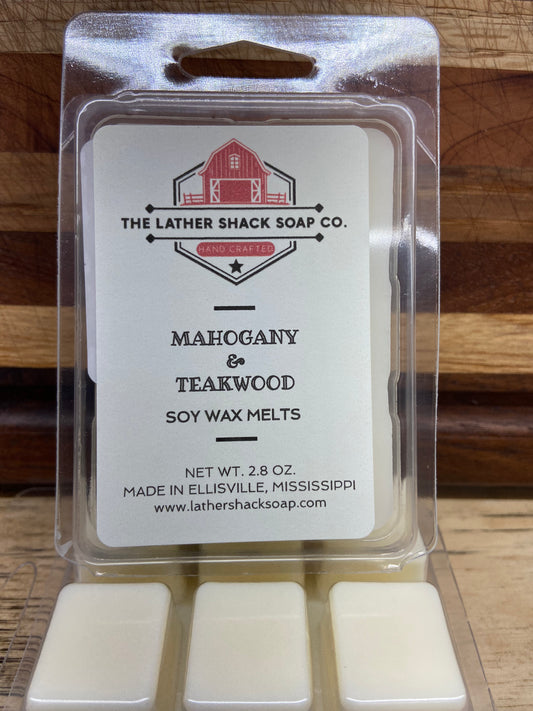 THE LATHER SHACK SOAP CO.
HAND CRAFTED
MAHOGANY
&
TEAKWOOD
SOY WAX MELTS
NET WT. 2.8 OZ.
MADE IN ELLISVILLE, MISSISSIPPI
www.lathershacksoap.com